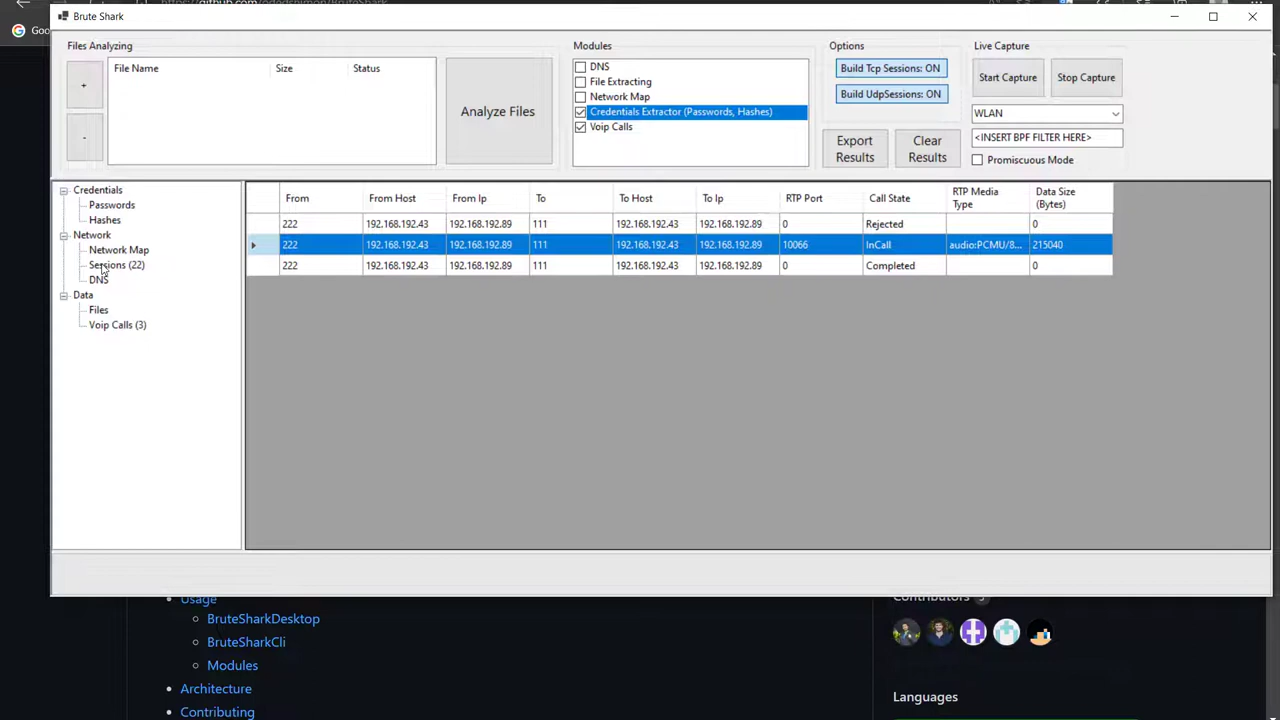 https://github.com/odedshimon/BruteShark
Goo
Brute Shark
Files Analyzing
Modules
Options
Live Capture
+
-
File Name Size Status
Analyze Files
DNS
File Extracting
Network Map
Credentials Extractor (Passwords, Hashes)
Voip Calls
Build Tcp Sessions: ON
Build UdpSessions: ON
Export Results
Clear Results
Start Capture
Stop Capture
WLAN
<INSERT BPF FILTER HERE>
Promiscuous Mode
Credentials
Passwords
Hashes
Network
Network Map
Sessions (22)
DNS
Data
Files
Voip Calls (3)
From From Host From Ip To To Host To Ip RTP Port Call State RTP Media Type Data Size (Bytes)
222 192.168.192.43 192.168.192.89 111 192.168.192.43 192.168.192.89 0 Rejected 0
222 192.168.192.43 192.168.192.89 111 192.168.192.43 192.168.192.89 10066 InCall audio:PCMU/8... 215040
222 192.168.192.43 192.168.192.89 111 192.168.192.43 192.168.192.89 0 Completed 0
Usage
BruteSharkDesktop
BruteSharkCli
Modules
Architecture
Contributing
Contributors 5
Languages